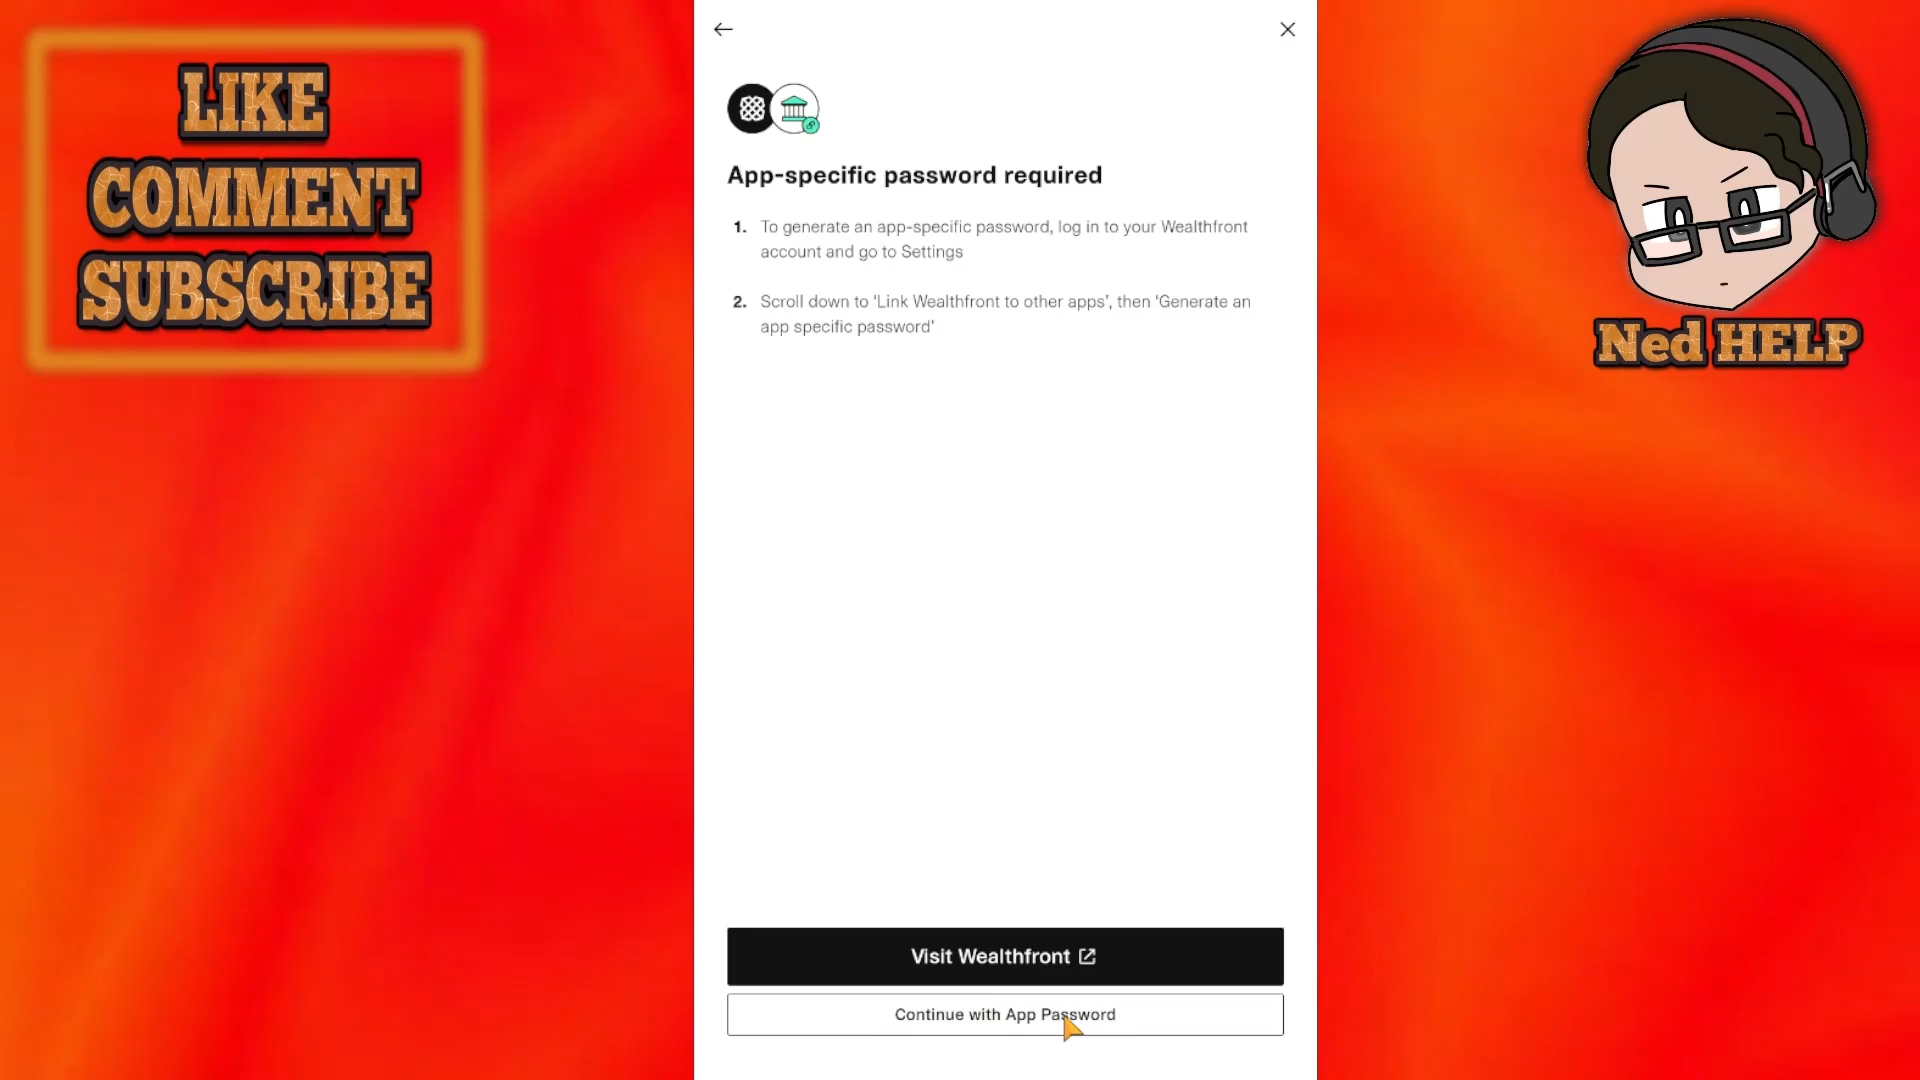 LIKE
COMMENT
SUBSCRIBE
App-specific password required
1. To generate an app-specific password, log in to your Wealthfront
account and go to Settings
2. Scroll down to ‘Link Wealthfront to other apps’, then ‘Generate an
app specific password’
Visit Wealthfront
Continue with App Password
Ned HELP